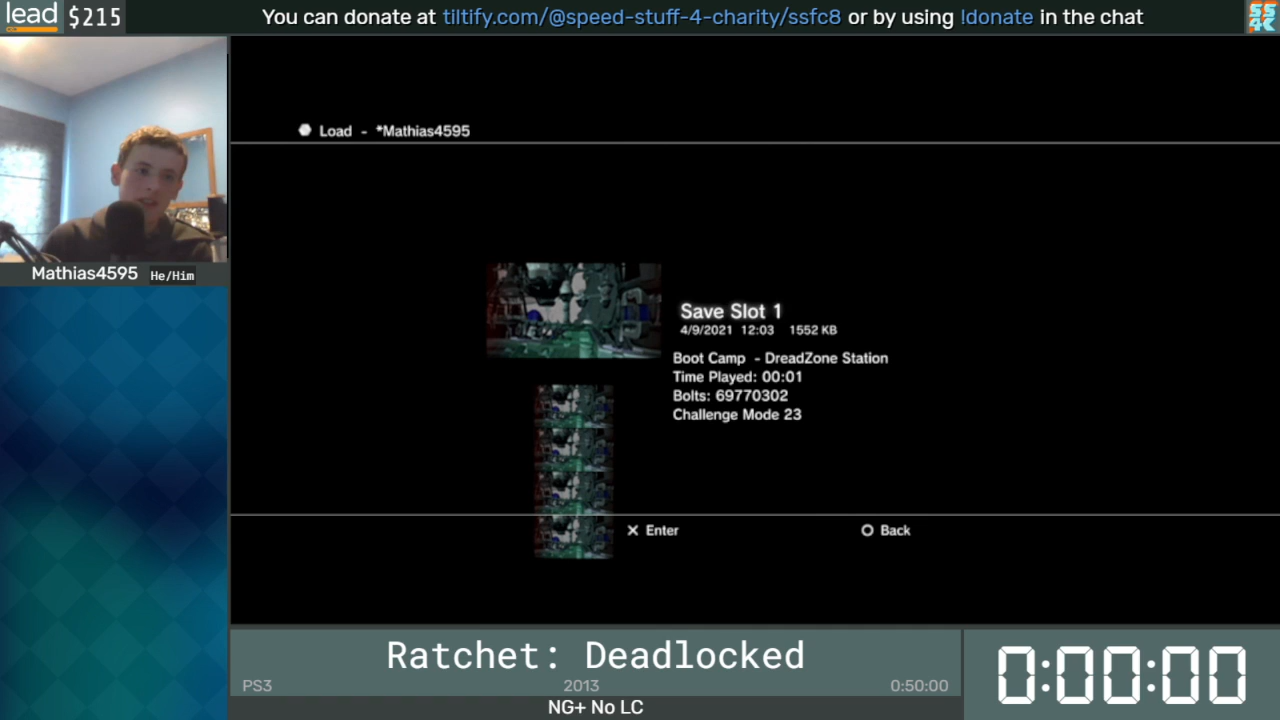 lead $215
You can donate at tiltify.com/@speed-stuff-4-charity/ssfc8 or by using !donate in the chat
SS4C
Load - *Mathias4595
Mathias4595 He/Him
Save Slot 1
4/9/2021 12:03 1552 KB
Boot Camp - DreadZone Station
Time Played: 00:01
Bolts: 69770302
Challenge Mode 23
X Enter
O Back
Ratchet: Deadlocked
PS3 2013 0:50:00
NG+ No LC
0:00:00